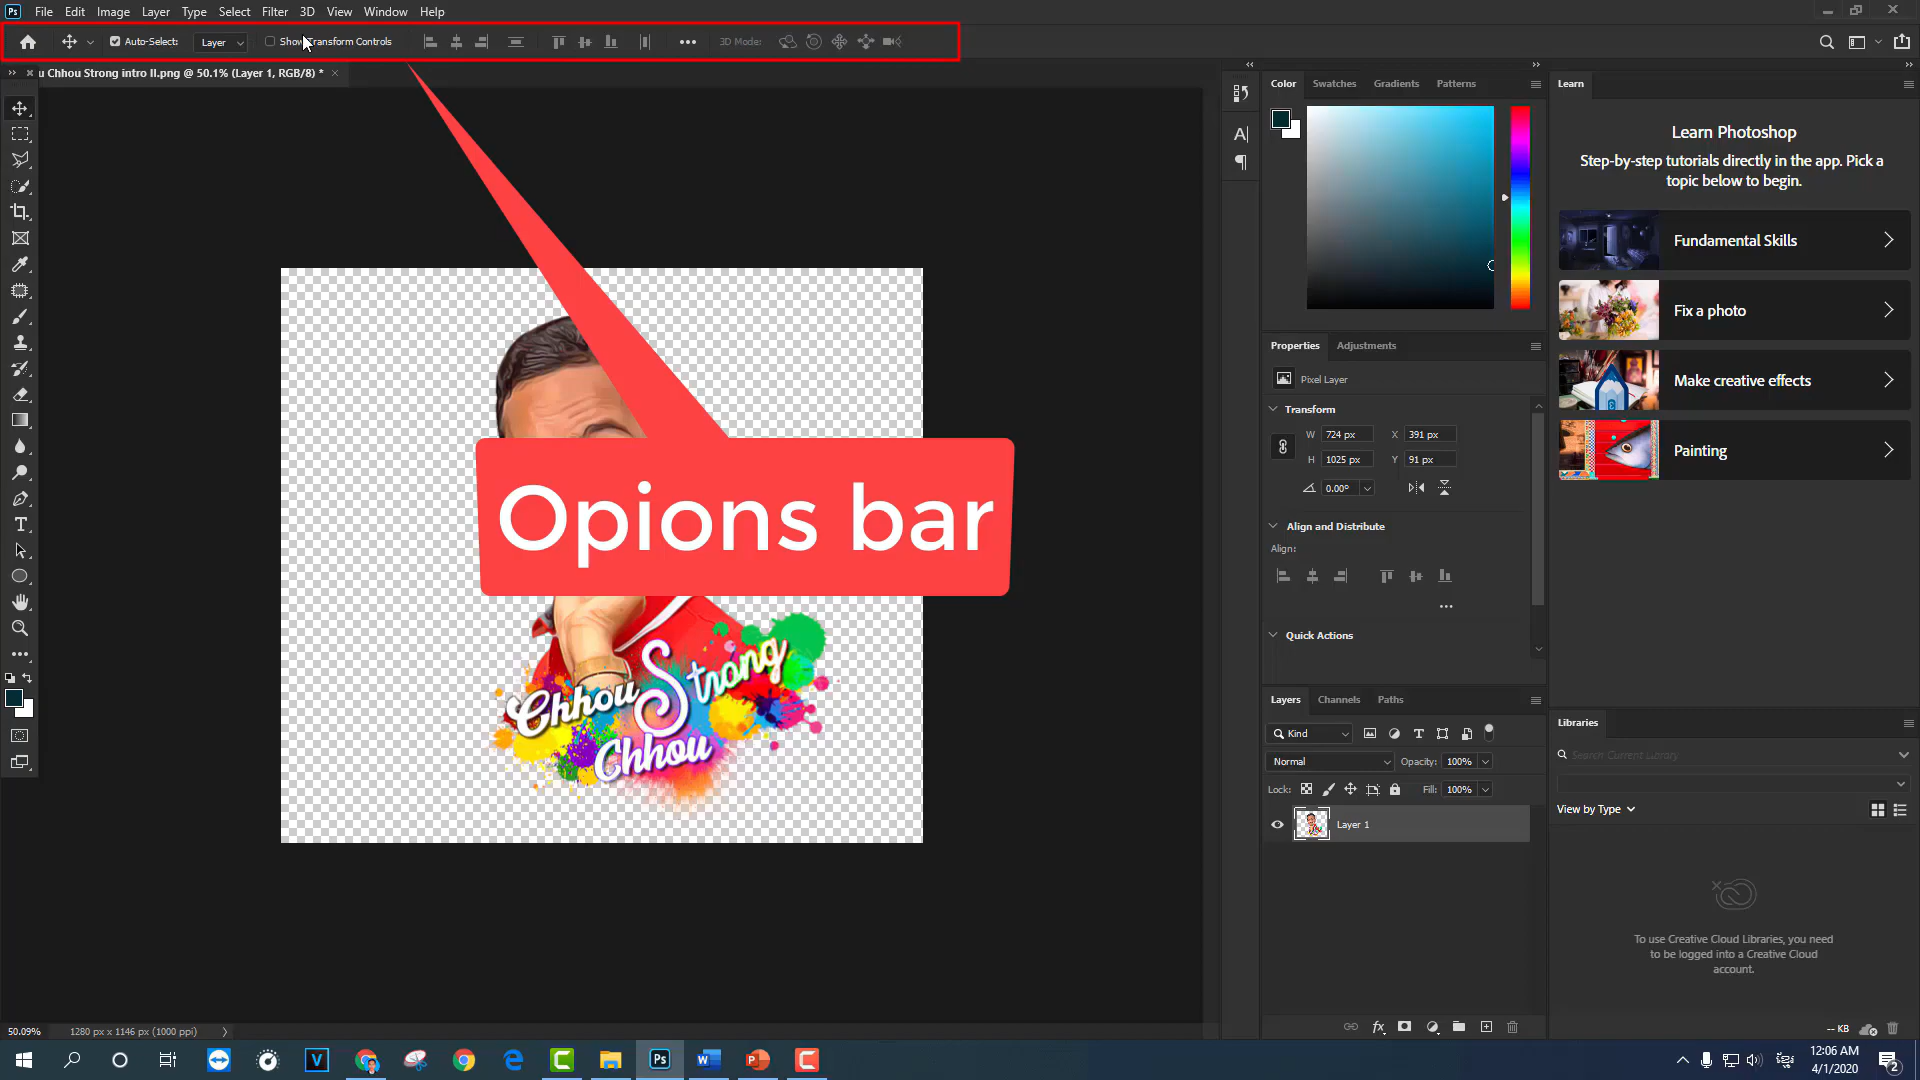 Ps File Edit Image Layer Type Select Filter 3D View Window Help
Auto-Select: Layer Show Transform Controls 3D Mode:
u Chhou Strong intro II.png @ 50.1% (Layer 1, RGB/8) *
Color Swatches Gradients Patterns
Learn
Learn Photoshop
Step-by-step tutorials directly in the app. Pick a
topic below to begin.
Fundamental Skills
Fix a photo
Make creative effects
Painting
Properties Adjustments
Pixel Layer
Transform
W 724 px X 391 px
H 1025 px Y 91 px
0.00°
Align and Distribute
Align:
Quick Actions
Opions bar
Chhou Strong
Chhou
Layers Channels Paths
Kind
Normal Opacity: 100%
Lock: Fill: 100%
Layer 1
Libraries
Search Current Library
View by Type
To use Creative Cloud Libraries, you need
to be logged into a Creative Cloud
account.
-- KB
50.09% 1280 px x 1146 px (1000 ppi)
12:06 AM
4/1/2020
2